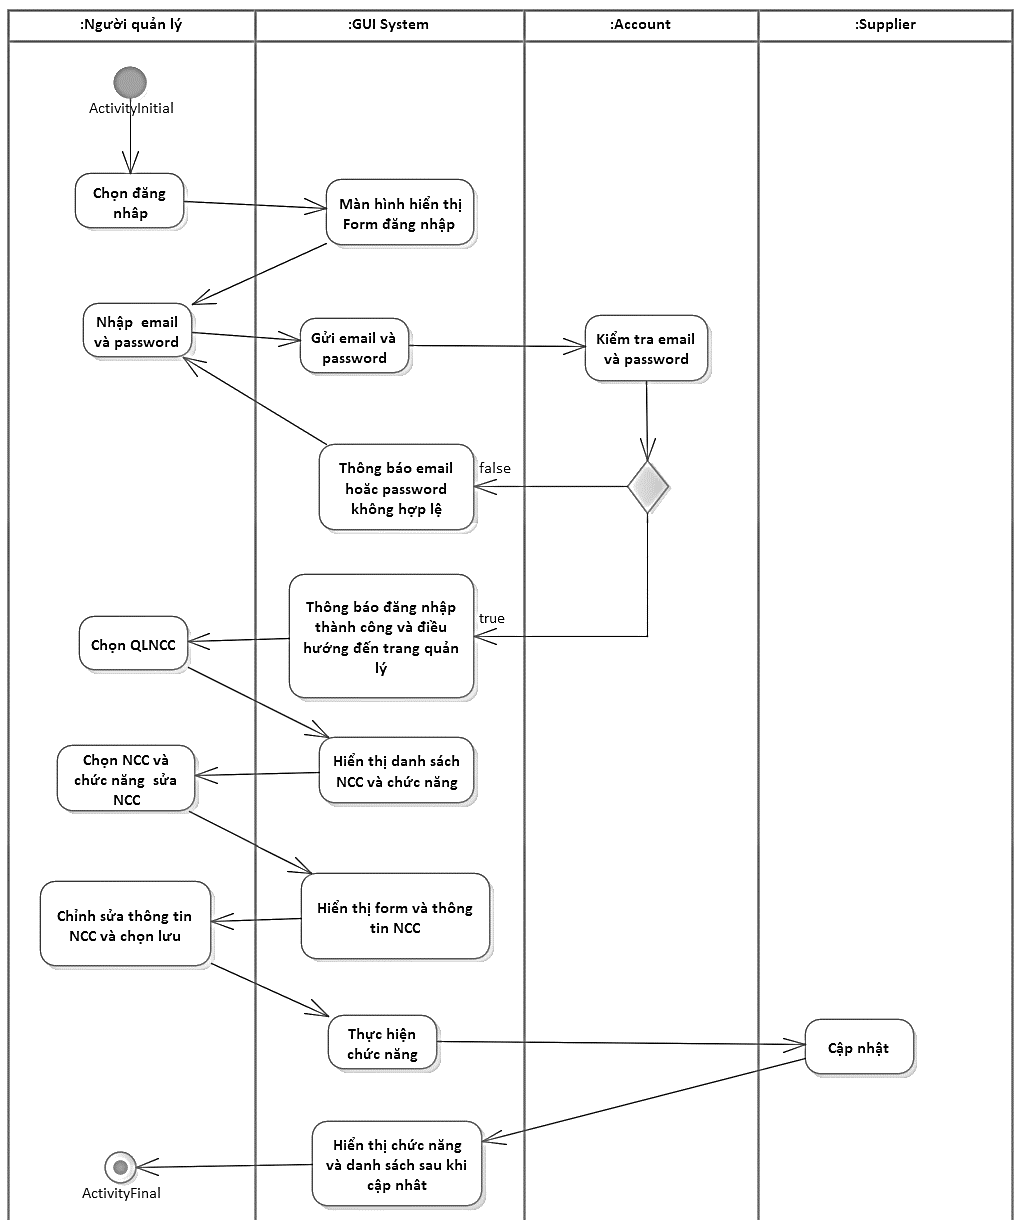 :Người quản lý
:GUI System
:Account
:Supplier
ActivityInitial
Chọn đăng
nhâp
Màn hình hiển thị
Form đăng nhập
Nhập email
và password
Gửi email và
password
Kiểm tra email
và password
Thông báo email
hoăc password
không hợp lệ
false
Thông báo đăng nhập
thành công và điều
hướng đến trang quản
lý
true
Chọn QLNCC
Hiển thị danh sách
NCC và chức năng
Chọn NCC và
chức năng sửa
NCC
Hiển thị form và thông
tin NCC
Chỉnh sửa thông tin
NCC và chọn lưu
Thực hiện
chức năng
Cập nhật
Hiển thị chức năng
và danh sách sau khi
cập nhât
ActivityFinal